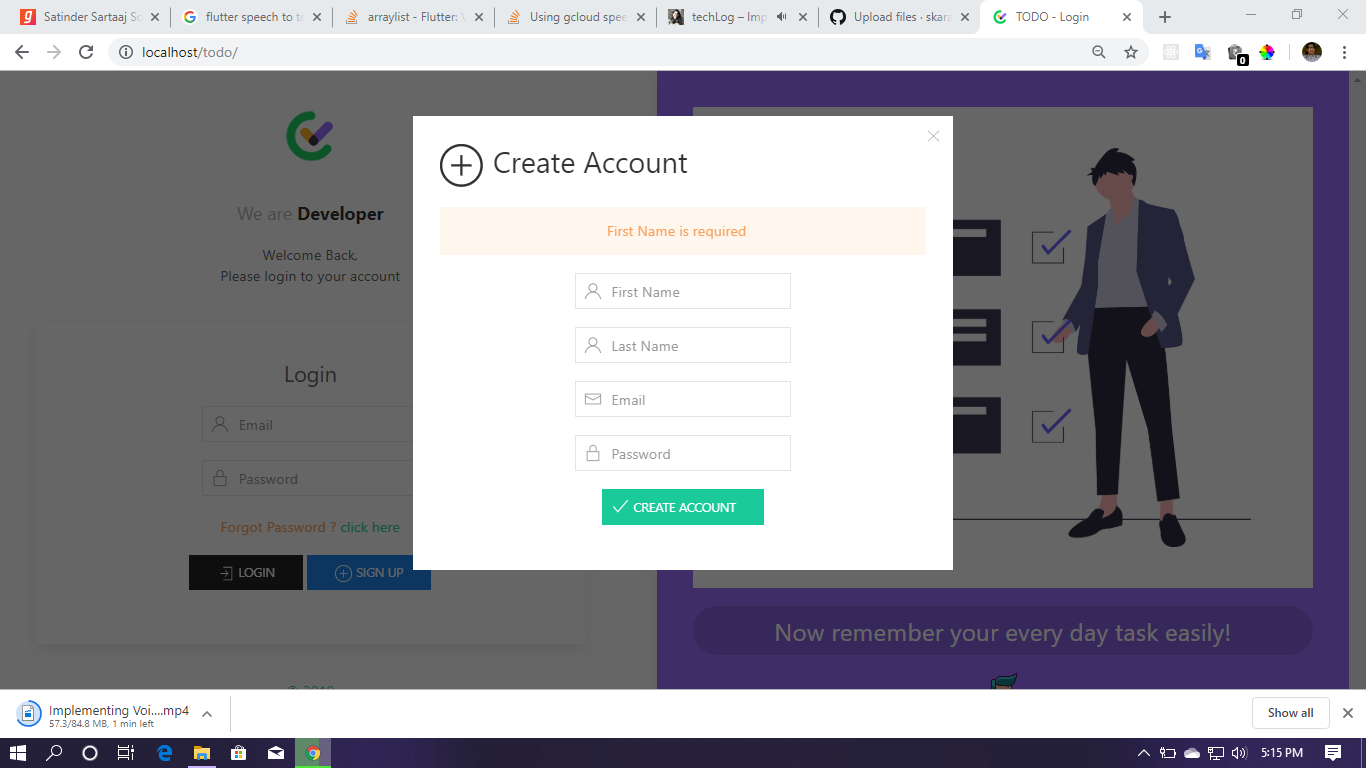 Satinder Sartaaj Sc
flutter speech to te
arraylist - Flutter: V
Using gcloud spee
techLog – Imp
Upload files · skara
TODO - Login
localhost/todo/
0
We are Developer
Welcome Back,
Please login to your account
Login
Email
Password
Forgot Password ? click here
LOGIN
SIGN UP
Create Account
First Name is required
First Name
Last Name
Email
Password
CREATE ACCOUNT
Now remember your every day task easily!
Implementing Voi....mp4
57.3/84.8 MB, 1 min left
Show all
5:15 PM